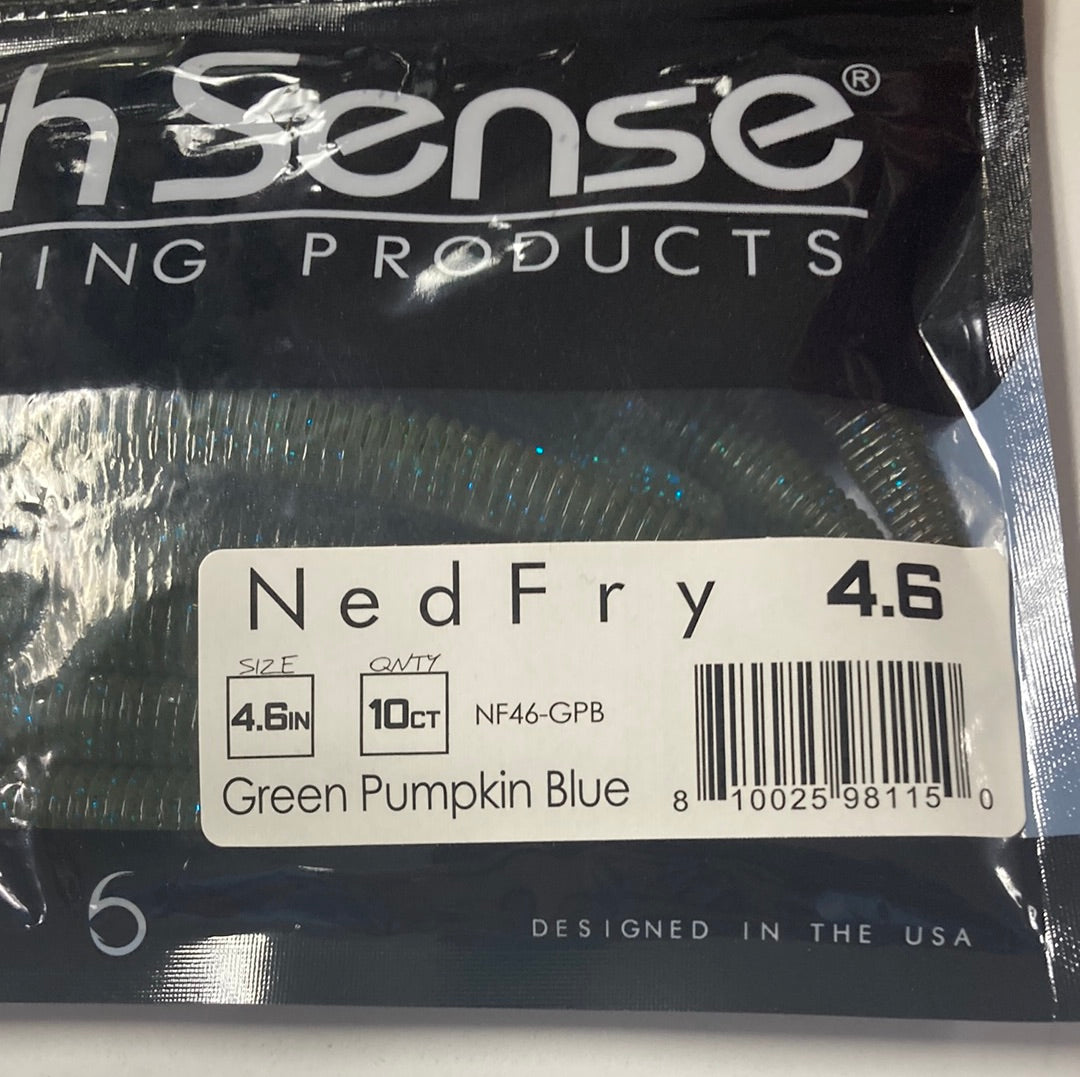 th Sense®
ING PRODUCTS
NedFry 4.6
SIZE QNTY
4.6IN 10CT NF46-GPB
Green Pumpkin Blue
8 10025 98115 0
6
DESIGNED IN THE USA